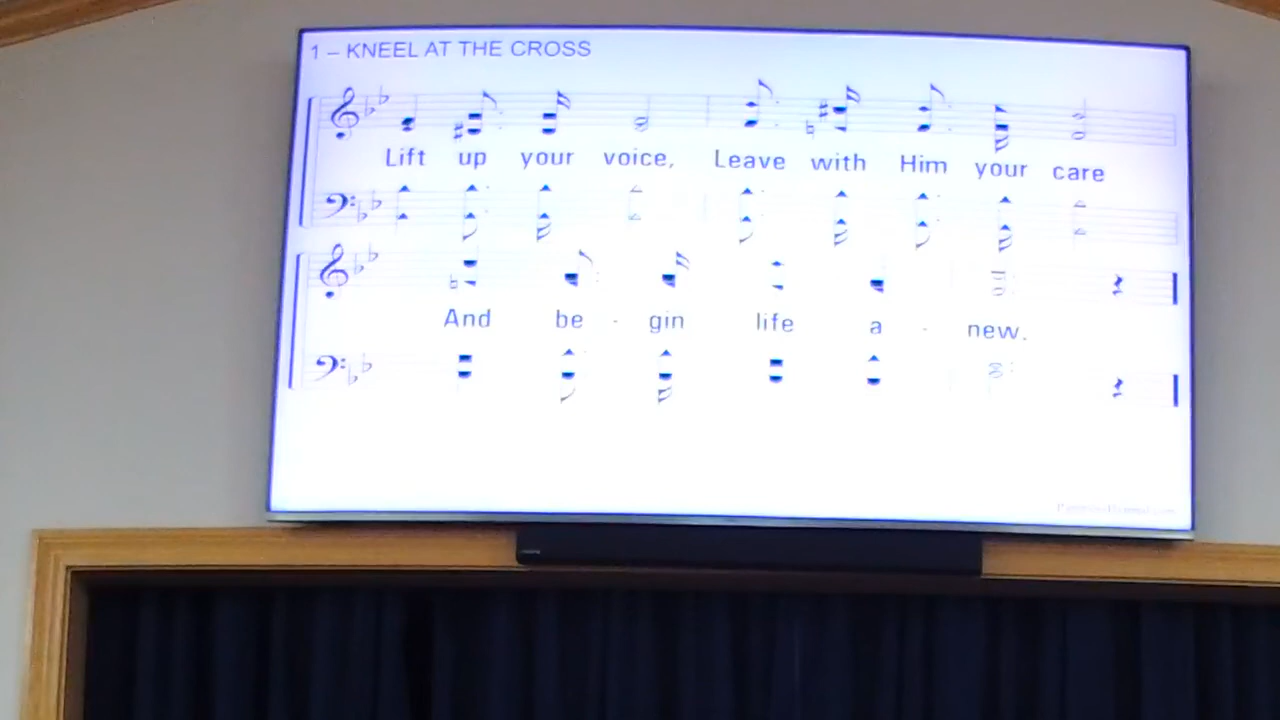 1 – KNEEL AT THE CROSS
Lift up your voice, Leave with Him your care
And be - gin life a - new.